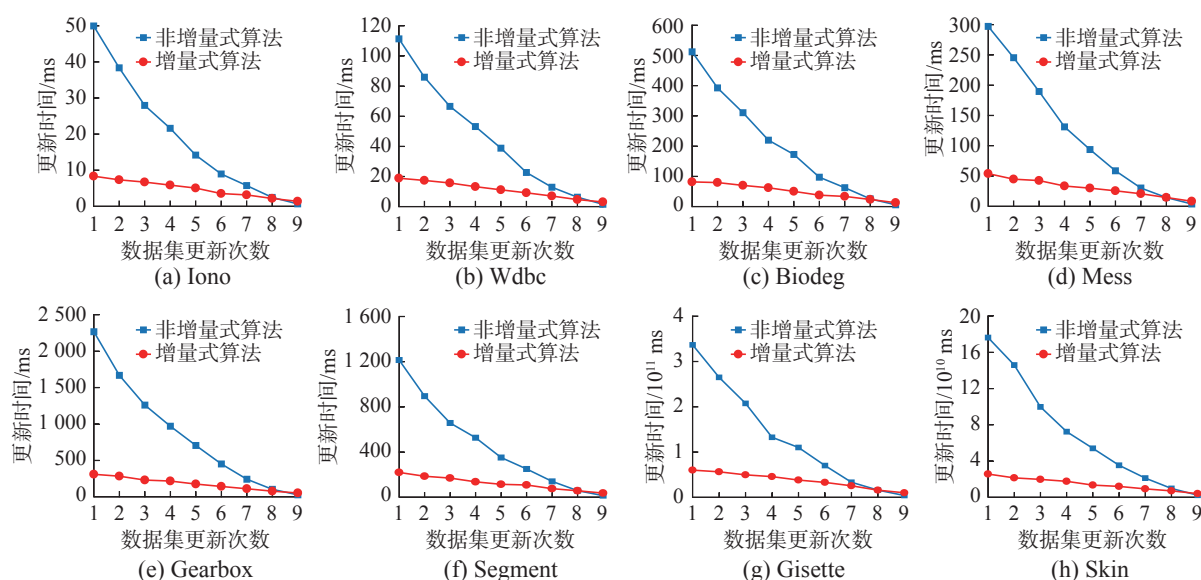 50
40
30
20
10
0
更新时间/ms
非增量式算法
增量式算法
1 2 3 4 5 6 7 8 9
数据集更新次数
(a) Iono
120
100
80
60
40
20
0
更新时间/ms
非增量式算法
增量式算法
1 2 3 4 5 6 7 8 9
数据集更新次数
(b) Wdbc
600
500
400
300
200
100
0
更新时间/ms
非增量式算法
增量式算法
1 2 3 4 5 6 7 8 9
数据集更新次数
(c) Biodeg
300
250
200
150
100
50
0
更新时间/ms
非增量式算法
增量式算法
1 2 3 4 5 6 7 8 9
数据集更新次数
(d) Mess
2 500
2 000
1 500
1 000
500
0
更新时间/ms
非增量式算法
增量式算法
1 2 3 4 5 6 7 8 9
数据集更新次数
(e) Gearbox
1 600
1 200
800
400
0
更新时间/ms
非增量式算法
增量式算法
1 2 3 4 5 6 7 8 9
数据集更新次数
(f) Segment
4
3
2
1
0
更新时间/10¹¹ ms
非增量式算法
增量式算法
1 2 3 4 5 6 7 8 9
数据集更新次数
(g) Gisette
20
16
12
8
4
0
更新时间/10¹⁰ ms
非增量式算法
增量式算法
1 2 3 4 5 6 7 8 9
数据集更新次数
(h) Skin